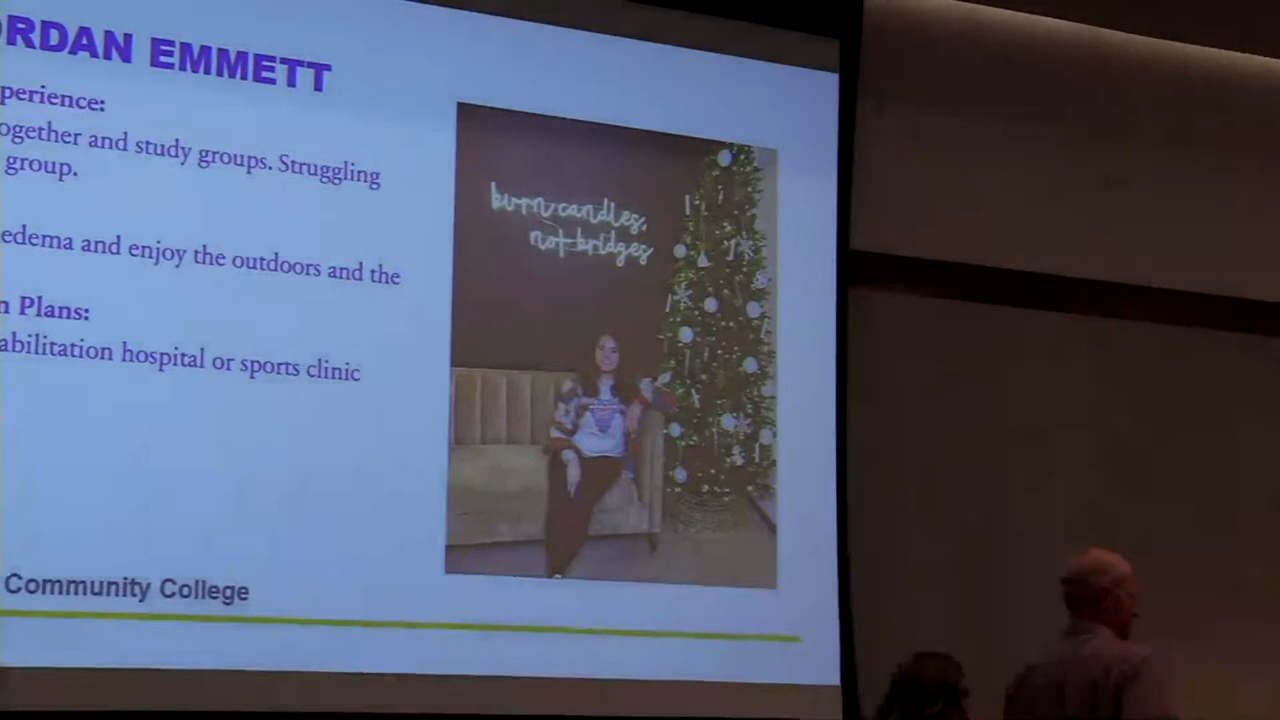 ORDAN EMMETT
perience:
ogether and study groups. Struggling
group.
edema and enjoy the outdoors and the
n Plans:
abilitation hospital or sports clinic
burn candles,
not bridges
Community College